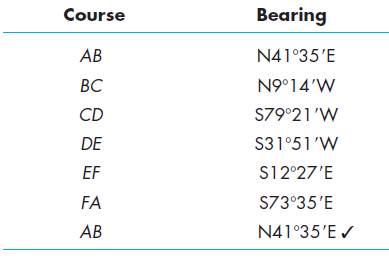 Course Bearing
AB N41°35'E
BC N9°14'W
CD S79°21'W
DE S31°51'W
EF S12°27'E
FA S73°35'E
AB N41°35'E ✓